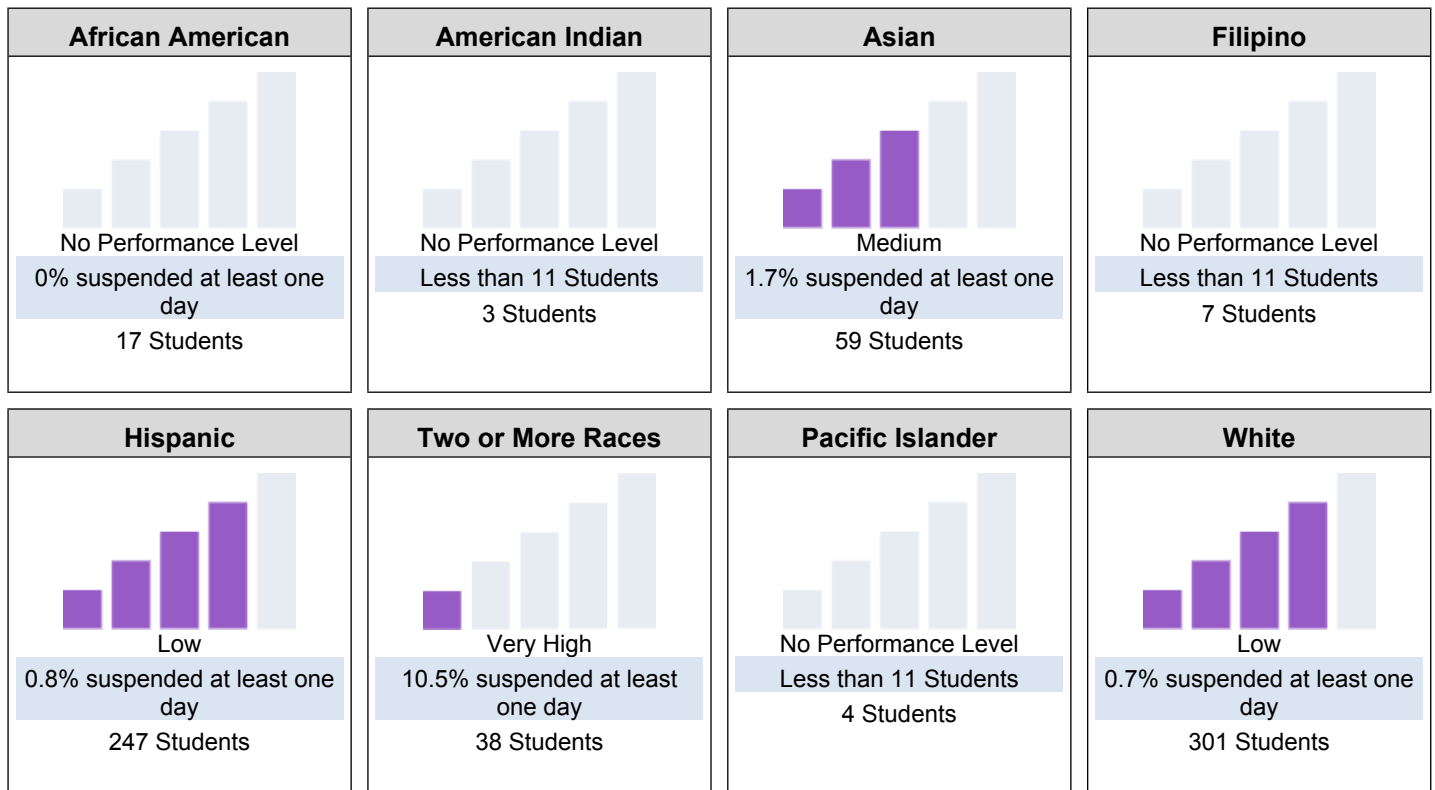 African American
No Performance Level
0% suspended at least one
day
17 Students
American Indian
No Performance Level
Less than 11 Students
3 Students
Asian
Medium
1.7% suspended at least one
day
59 Students
Filipino
No Performance Level
Less than 11 Students
7 Students
Hispanic
Low
0.8% suspended at least one
day
247 Students
Two or More Races
Very High
10.5% suspended at least
one day
38 Students
Pacific Islander
No Performance Level
Less than 11 Students
4 Students
White
Low
0.7% suspended at least one
day
301 Students